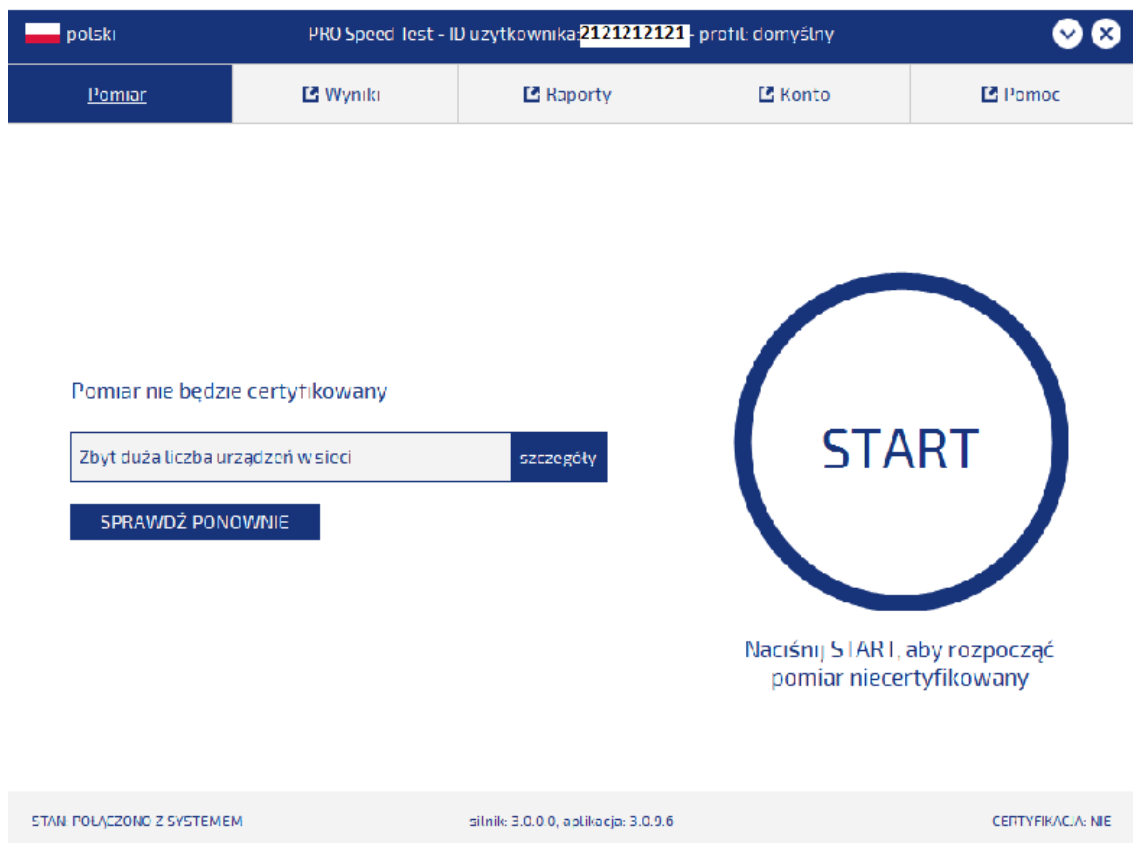 polski
PRO Speed Test - ID użytkownika:2121212121- profil: domyślny
Pomiar
Wyniki
Raporty
Konto
Pomoc
Pomiar nie będzie certyfikowany
Zbyt duża liczba urządzeń w sieci
szczegóły
SPRAWDŹ PONOWNIE
START
Naciśnij START, aby rozpocząć
pomiar niecertyfikowany
STAN: POŁĄCZONO Z SYSTEMEM
silnik: 3.0.0.0, aplikacja: 3.0.9.6
CERTYFIKACJA: NIE